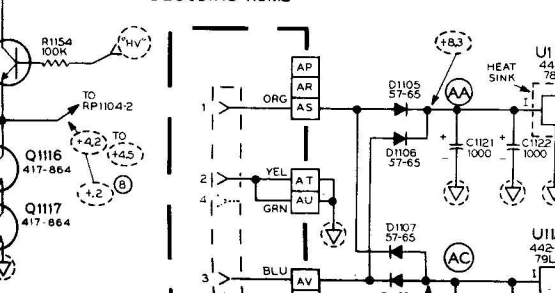 R1154
100K
"HV"
TO
RP1104-2
+4.2
TO
+4.5
+.2
8
Q1116
417-864
Q1117
417-864
1
ORG
2
YEL
4
GRN
3
BLU
AP
AR
AS
AT
AU
AV
+8.3
D1105
57-65
AA
HEAT
SINK
U1
44
78
I
D1106
57-65
+
C1121
1000
-
+
C1122
1000
-
D1107
57-65
AC
U11
442-
79L
I